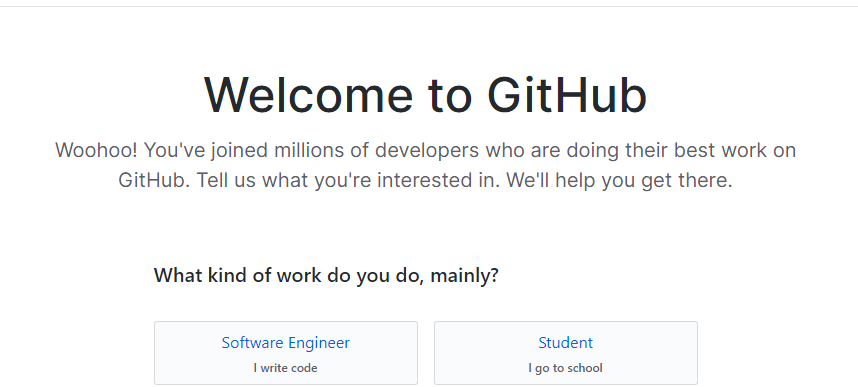 Welcome to GitHub
Woohoo! You've joined millions of developers who are doing their best work on
GitHub. Tell us what you're interested in. We'll help you get there.
What kind of work do you do, mainly?
Software Engineer
I write code
Student
I go to school